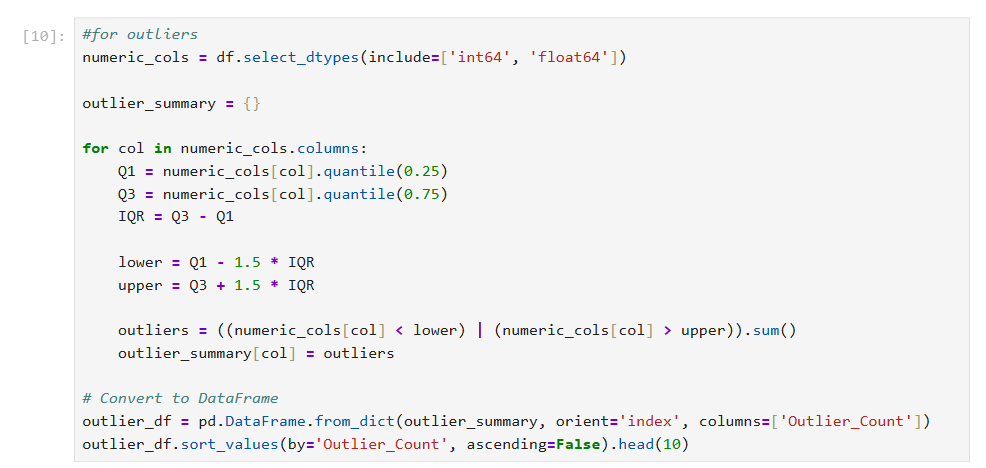 [10]: #for outliers
numeric_cols = df.select_dtypes(include=['int64', 'float64'])
outlier_summary = {}
for col in numeric_cols.columns:
    Q1 = numeric_cols[col].quantile(0.25)
    Q3 = numeric_cols[col].quantile(0.75)
    IQR = Q3 - Q1
    lower = Q1 - 1.5 * IQR
    upper = Q3 + 1.5 * IQR
    outliers = ((numeric_cols[col] < lower) | (numeric_cols[col] > upper)).sum()
    outlier_summary[col] = outliers
# Convert to DataFrame
outlier_df = pd.DataFrame.from_dict(outlier_summary, orient='index', columns=['Outlier_Count'])
outlier_df.sort_values(by='Outlier_Count', ascending=False).head(10)